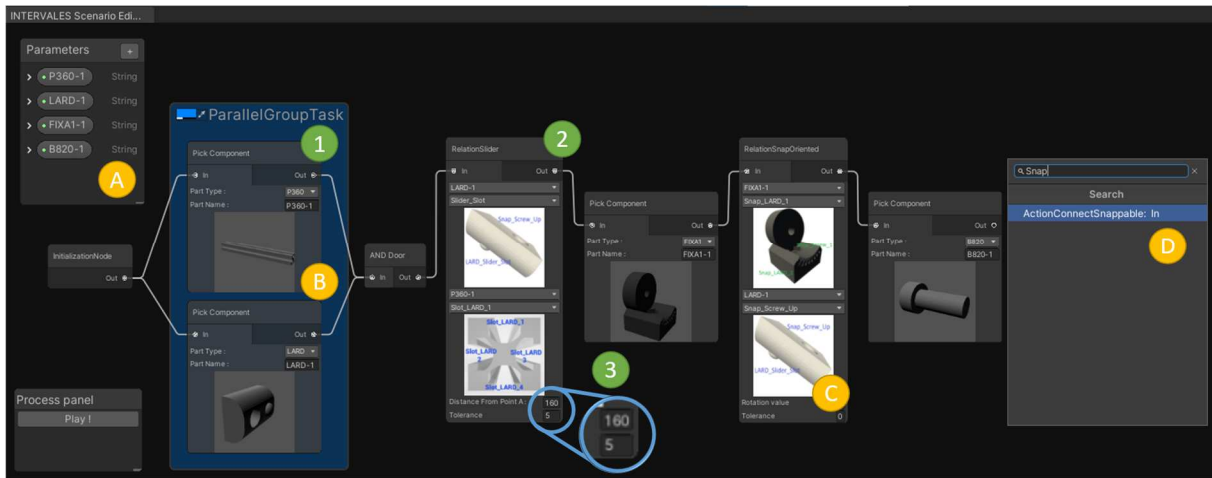 INTERVALES Scenario Edi...
Parameters +
P360-1 String
LARD-1 String
FIXA1-1 String
B820-1 String
A
InitializationNode
Out
Process panel
Play !
ParallelGroupTask
1
Pick Component
In Out
Part Type : P360
Part Name : P360-1
B
Pick Component
In Out
Part Type : LARD
Part Name : LARD-1
AND Door
In Out
2
RelationSlider
In Out
LARD-1
Slider_Slot
Snap_Screw_Up
LARD_Slider_Slot
P360-1
Slot_LARD_1
Slot_LARD_1
Slot_LARD
2
Slot_LARD
3
Slot_LARD_4
Distance From Point A : 160
Tolerance 5
3
160
5
Pick Component
In Out
Part Type : FIXA1
Part Name : FIXA1-1
RelationSnapOriented
In Out
FIXA1-1
Snap_LARD_1
LARD-1
Snap_Screw_Up
Snap_Screw_Up
C
Rotation value
Tolerance 0
Pick Component
In Out
Part Type : B820
Part Name : B820-1
Snap ×
Search
ActionConnectSnappable: In
D